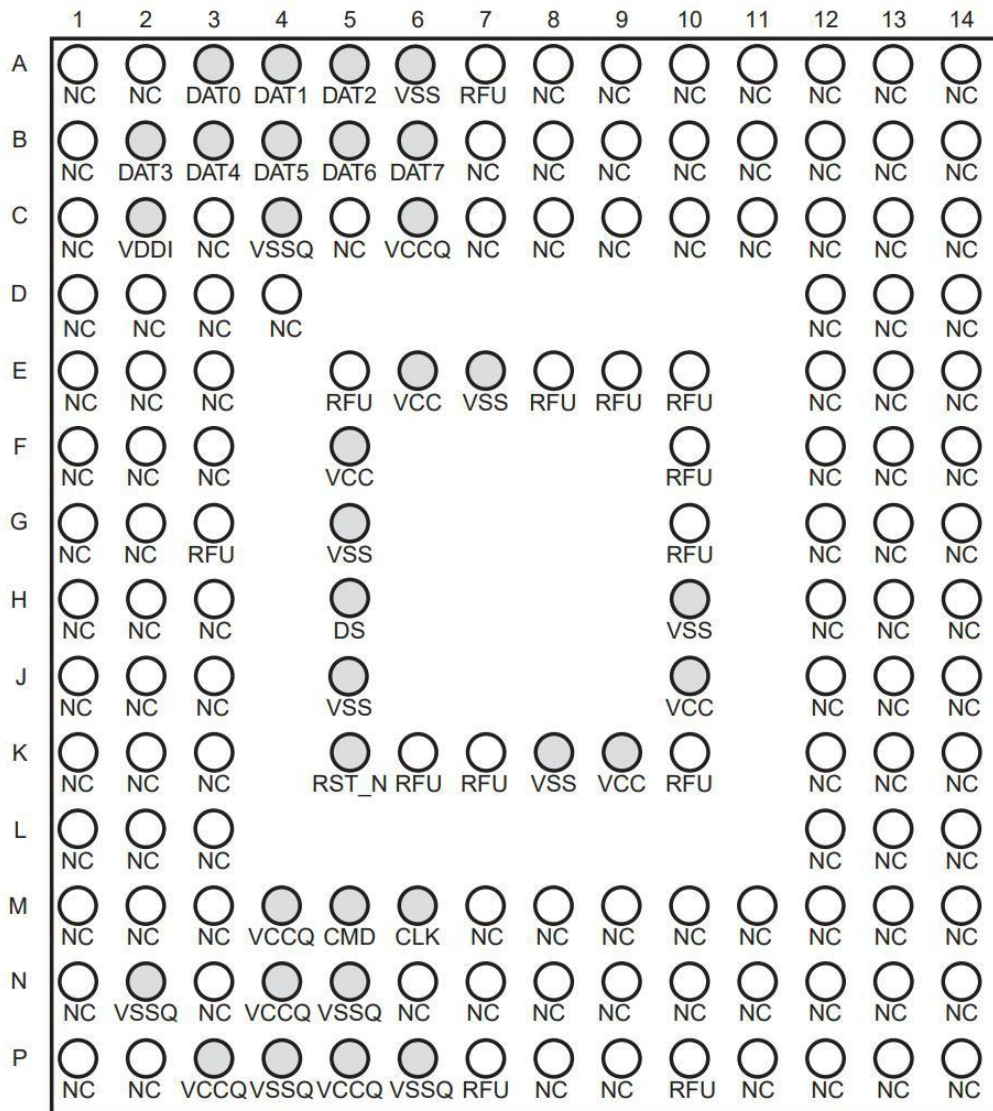 1 2 3 4 5 6 7 8 9 10 11 12 13 14
A
NC NC DAT0 DAT1 DAT2 VSS RFU NC NC NC NC NC NC NC
B
NC DAT3 DAT4 DAT5 DAT6 DAT7 NC NC NC NC NC NC NC NC
C
NC VDDI NC VSSQ NC VCCQ NC NC NC NC NC NC NC NC
D
NC NC NC NC NC NC NC
E
NC NC NC RFU VCC VSS RFU RFU RFU NC NC NC
F
NC NC NC VCC RFU NC NC NC
G
NC NC RFU VSS RFU NC NC NC
H
NC NC NC DS VSS NC NC NC
J
NC NC NC VSS VCC NC NC NC
K
NC NC NC RST_N RFU RFU VSS VCC RFU NC NC NC
L
NC NC NC NC NC NC
M
NC NC NC VCCQ CMD CLK NC NC NC NC NC NC NC NC
N
NC VSSQ NC VCCQ VSSQ NC NC NC NC NC NC NC NC NC
P
NC NC VCCQ VSSQ VCCQ VSSQ RFU NC NC RFU NC NC NC NC